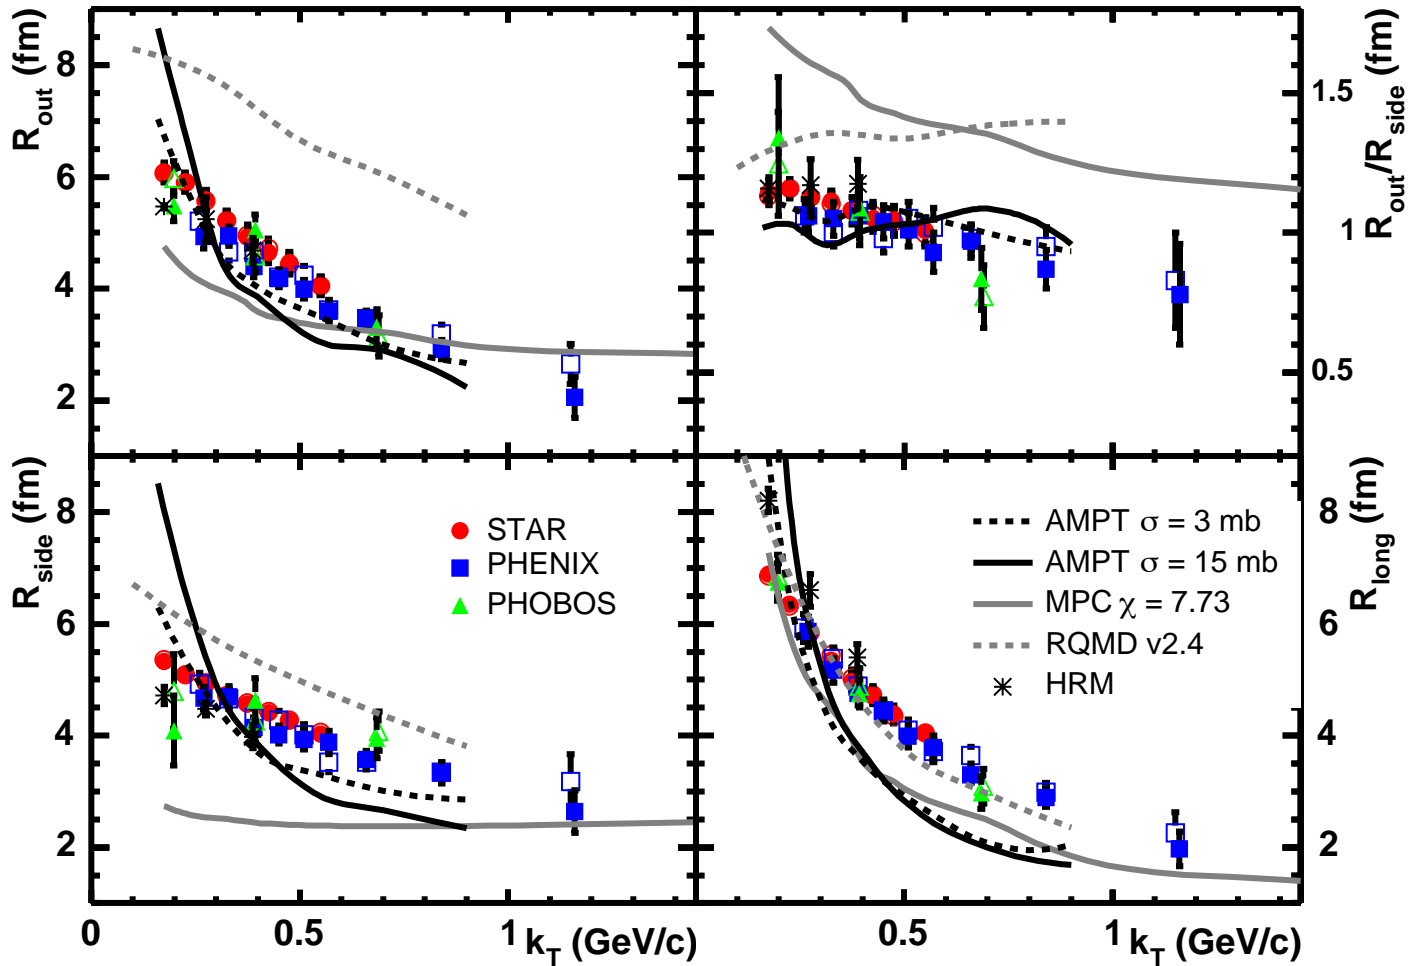 R_out (fm)
8
6
4
2
1.5
1
0.5
R_out/R_side (fm)
R_side (fm)
8
6
4
2
STAR
PHENIX
PHOBOS
AMPT σ = 3 mb
AMPT σ = 15 mb
MPC χ = 7.73
RQMD v2.4
HRM
8
6
4
2
R_long (fm)
0
0.5
1
k_T (GeV/c)
0.5
1
k_T (GeV/c)